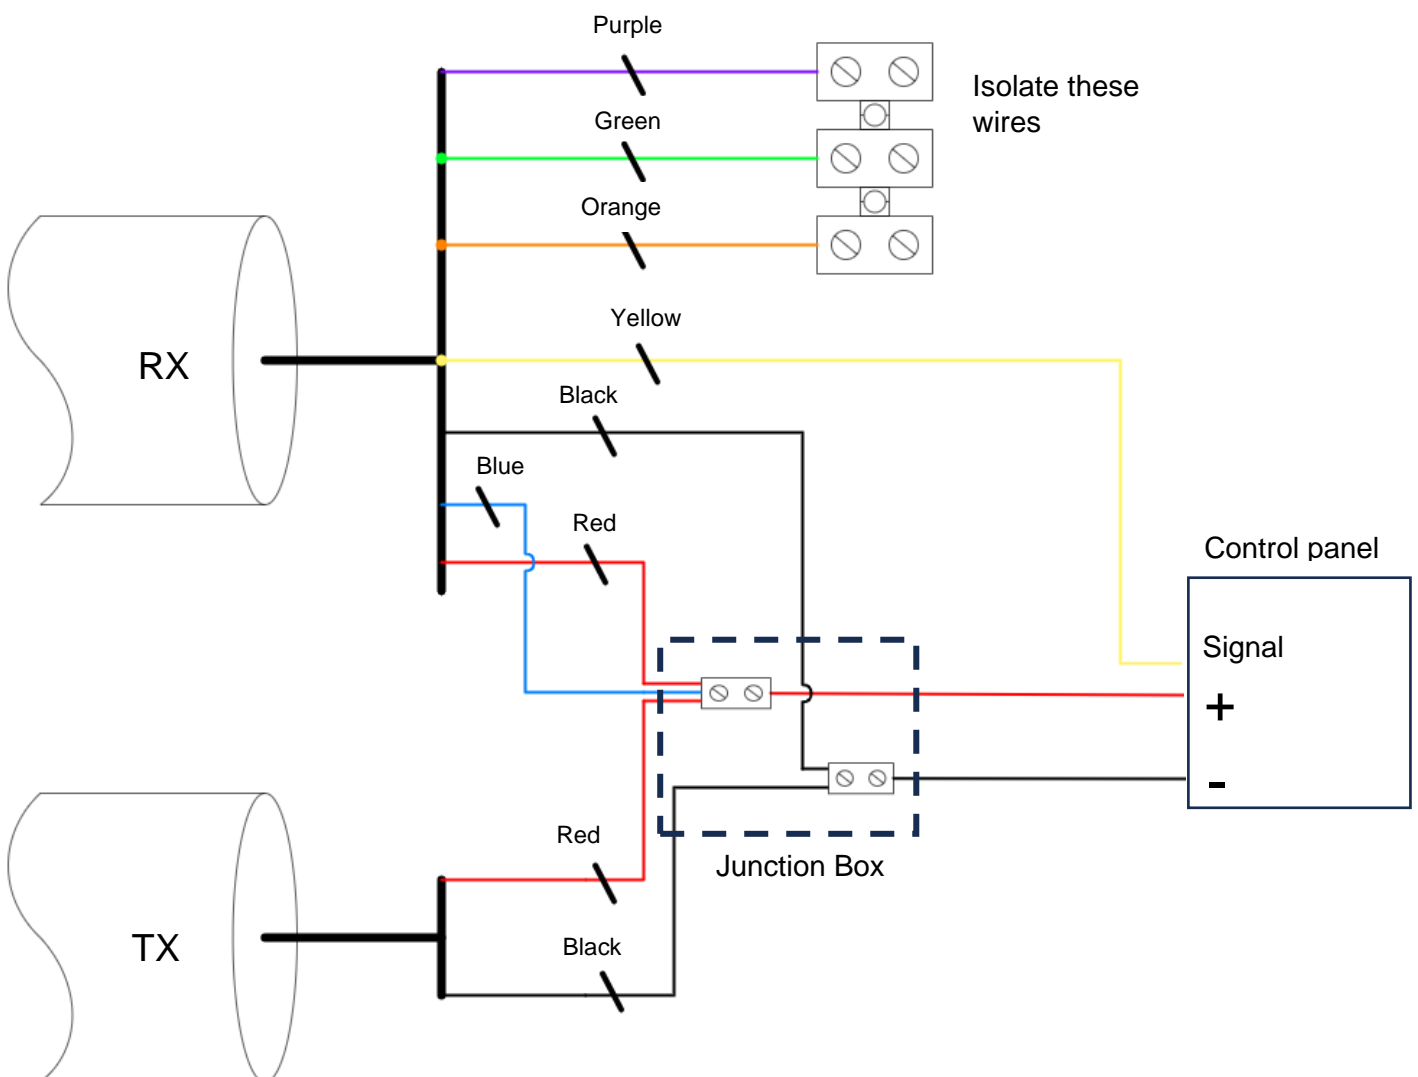 Purple
Isolate these
wires
Green
Orange
Yellow
RX
Black
Blue
Red
Control panel
Signal
+
-
Junction Box
Red
TX
Black